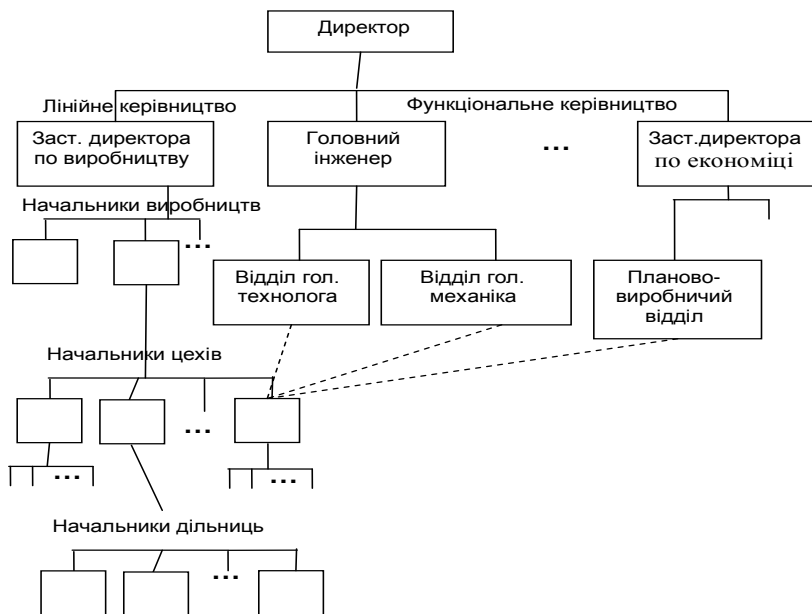 Директор
Лінійне керівництво
Функціональне керівництво
Заст. директора
по виробництву
Головний
інженер
...
Заст.директора
по економіці
Начальники виробництв
...
Відділ гол.
технолога
Відділ гол.
механіка
Планово-
виробничий
відділ
Начальники цехів
...
...
...
Начальники дільниць
...